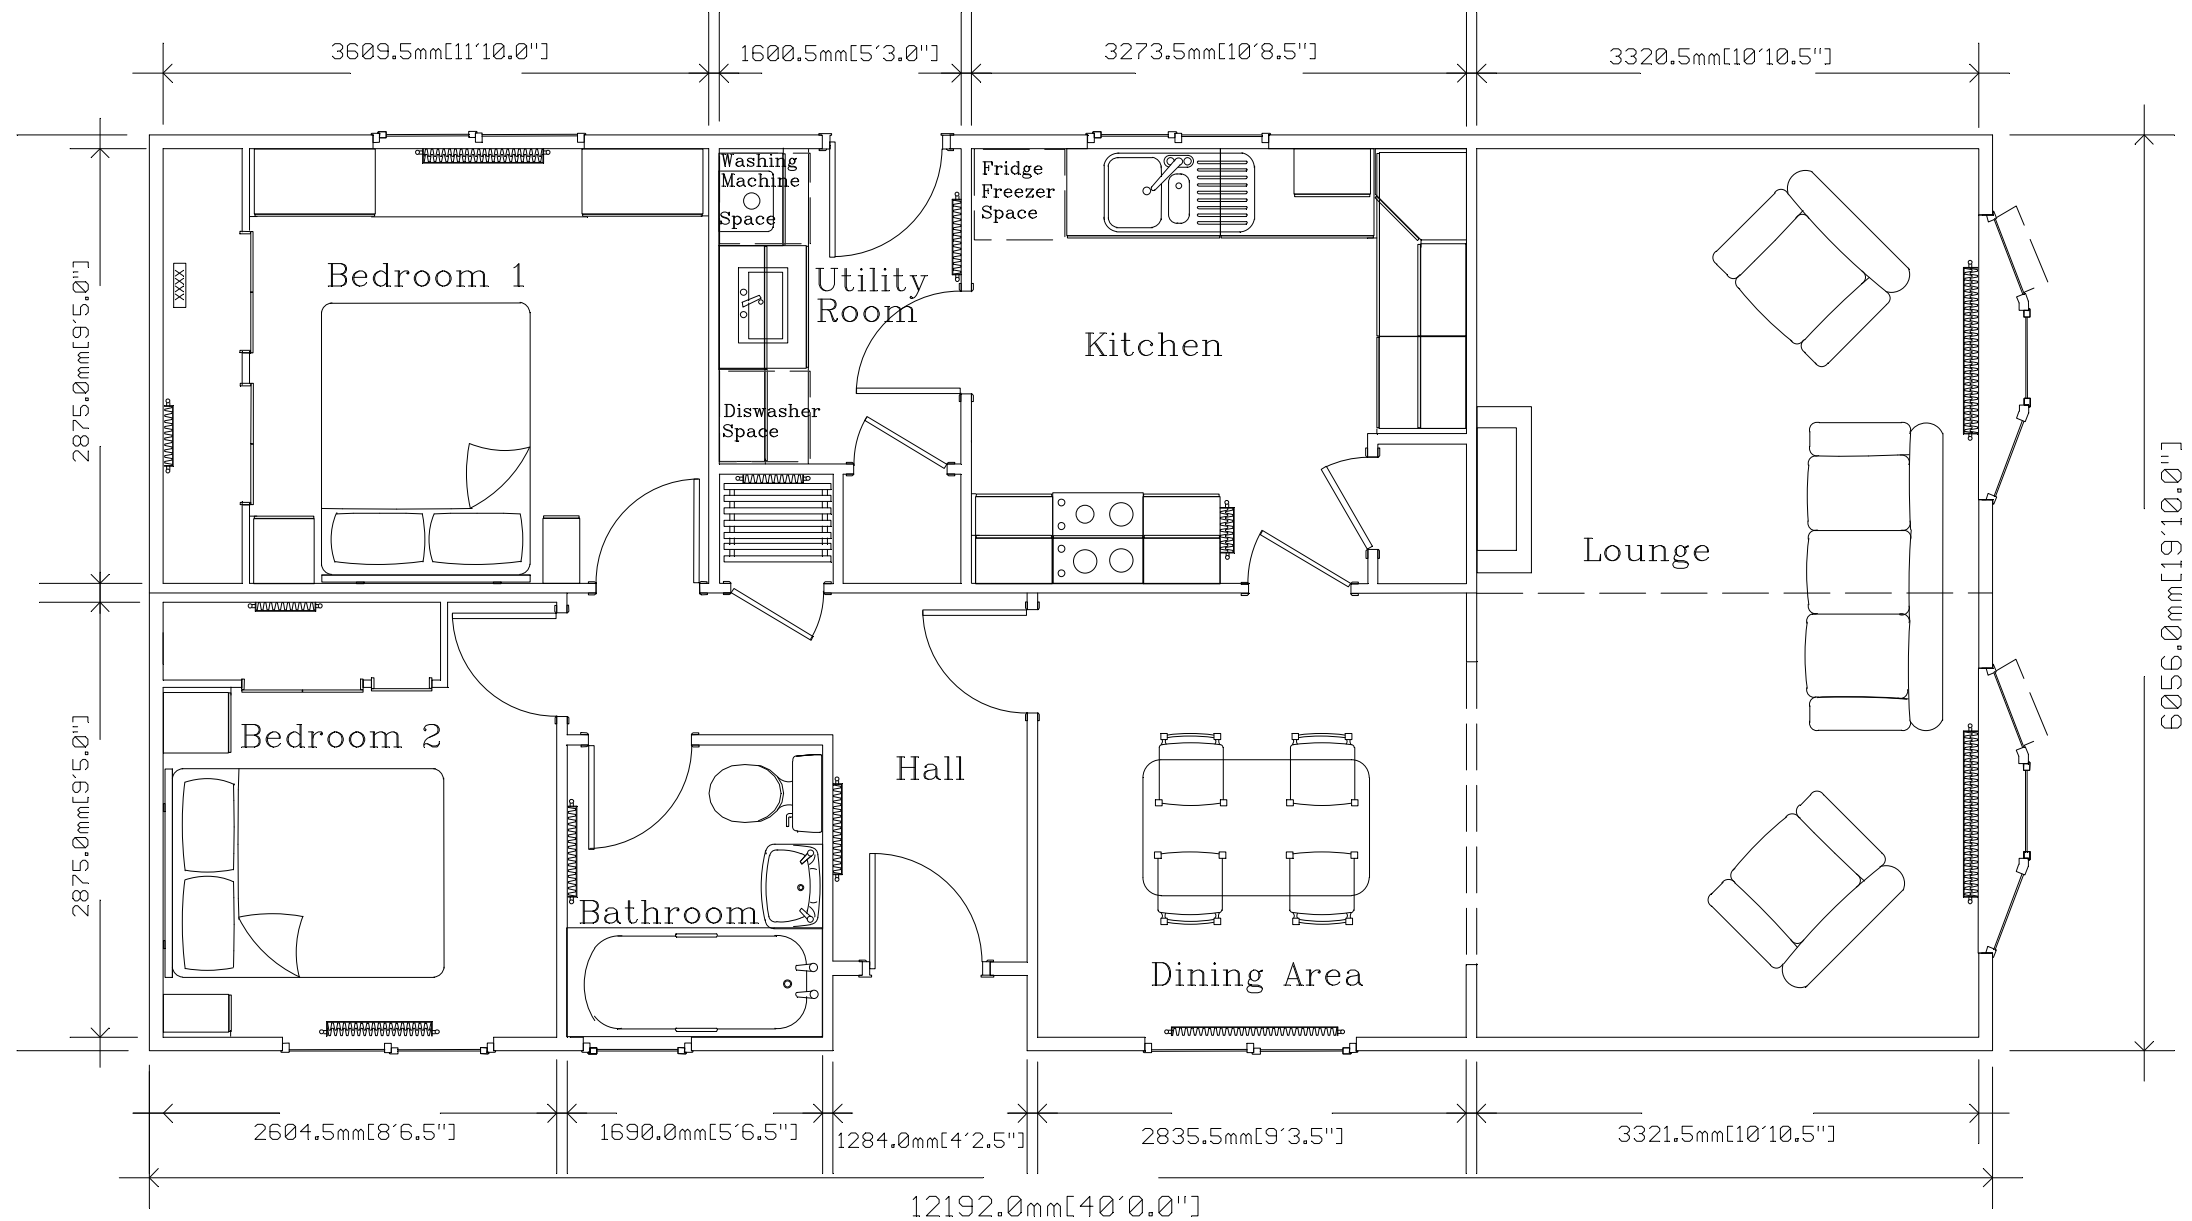 3609.5mm[11'10.0"]
1600.5mm[5'3.0"]
3273.5mm[10'8.5"]
3320.5mm[10'10.5"]
Washing
Machine
Space
Fridge
Freezer
Space
2875.0mm[9'5.0"]
Bedroom 1
Utility
Room
Kitchen
XXXX
Diswasher
Space
Lounge
6056.0mm[19'10.0"]
2875.0mm[9'5.0"]
Bedroom 2
Hall
Bathroom
Dining Area
2604.5mm[8'6.5"]
1690.0mm[5'6.5"]
1284.0mm[4'2.5"]
2835.5mm[9'3.5"]
3321.5mm[10'10.5"]
12192.0mm[40'0.0"]